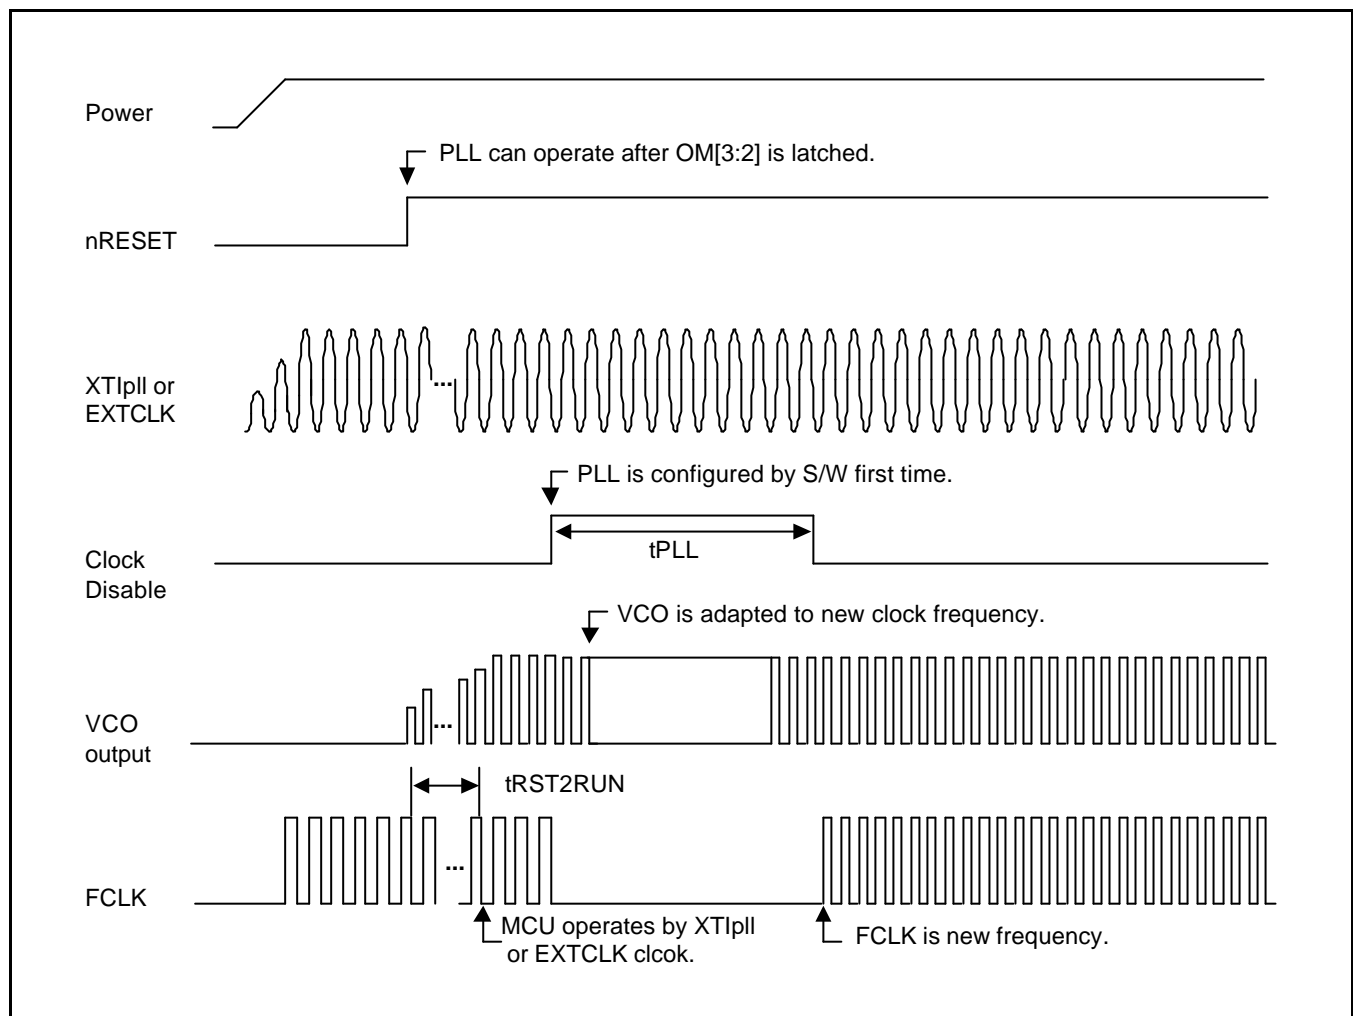 Power
PLL can operate after OM[3:2] is latched.
nRESET
XTIpll or
EXTCLK
...
PLL is configured by S/W first time.
tPLL
Clock
Disable
VCO is adapted to new clock frequency.
VCO
output
...
tRST2RUN
...
FCLK
MCU operates by XTIpll
or EXTCLK clcok.
FCLK is new frequency.